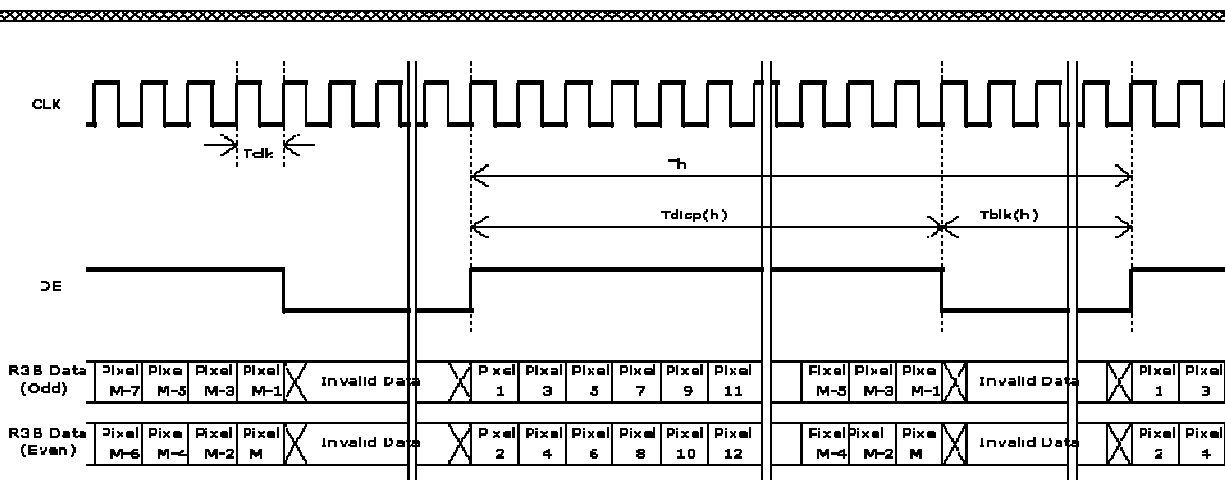 CLK
Tclk
Th
Tdisp(h)
Tblk(h)
DE
RGB Data (Odd)
Pixel M-7 Pixel M-5 Pixel M-3 Pixel M-1 Invalid Data Pixel 1 Pixel 3 Pixel 5 Pixel 7 Pixel 9 Pixel 11 Pixel M-5 Pixel M-3 Pixel M-1 Invalid Data Pixel 1 Pixel 3
RGB Data (Even)
Pixel M-6 Pixel M-4 Pixel M-2 Pixel M Invalid Data Pixel 2 Pixel 4 Pixel 6 Pixel 8 Pixel 10 Pixel 12 Pixel M-4 Pixel M-2 Pixel M Invalid Data Pixel 2 Pixel 4